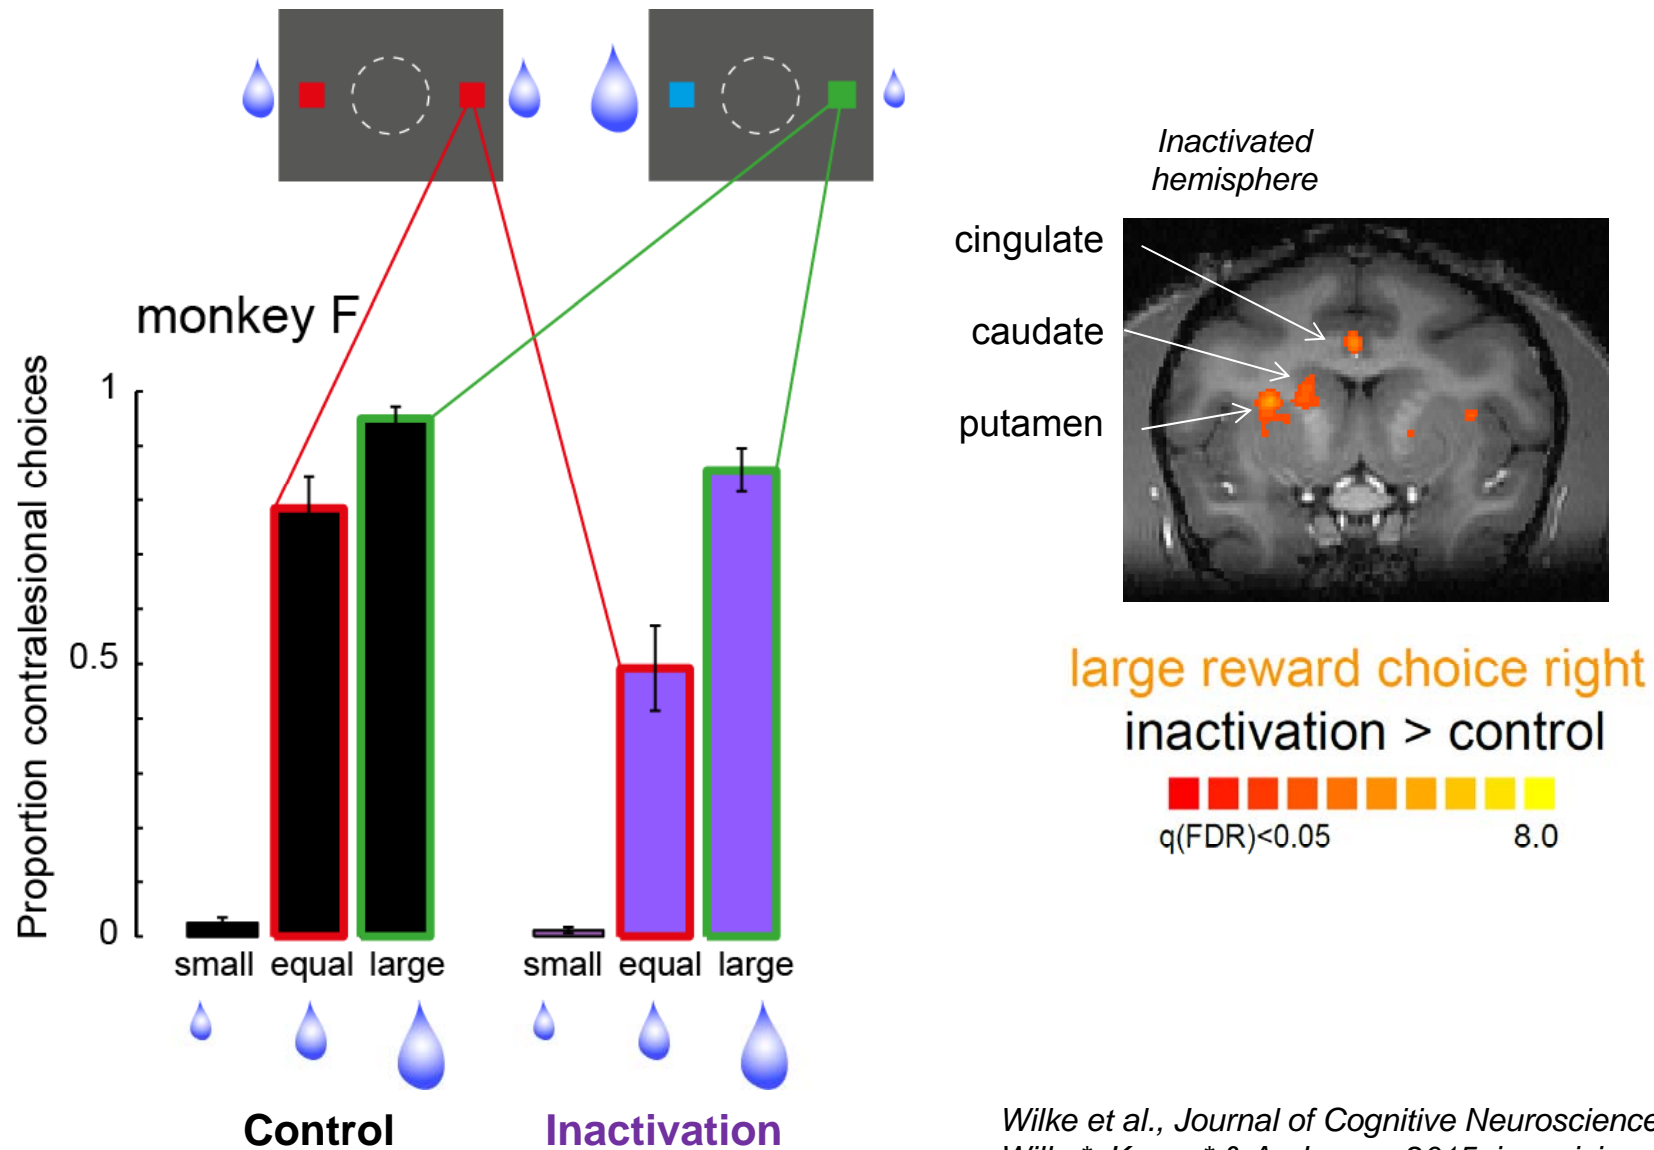 Inactivated
hemisphere
cingulate
caudate
putamen
monkey F
Proportion contralesional choices
1
0.5
0
small equal large
small equal large
Control
Inactivation
large reward choice right
inactivation > control
q(FDR)<0.05
8.0
Wilke et al., Journal of Cognitive Neuroscience
& Andersen 2015